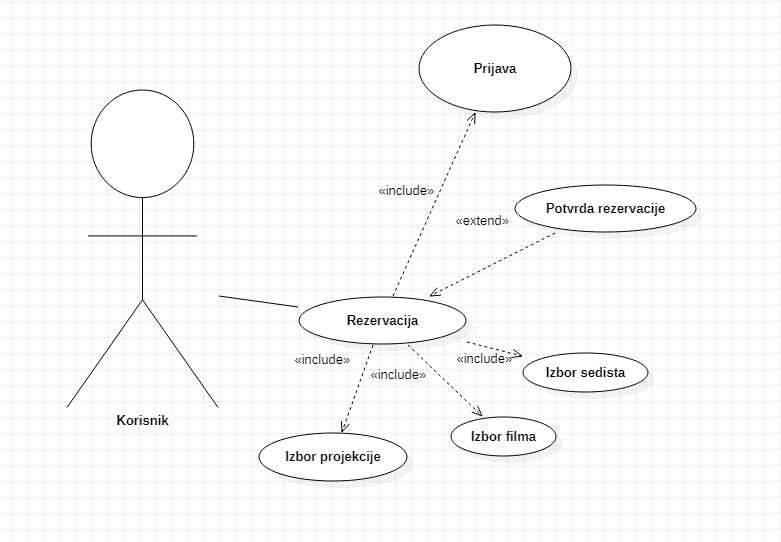 Prijava
«include»
Potvrda rezervacije
«extend»
Rezervacija
«include»
«include»
«include»
Izbor sedista
Korisnik
Izbor filma
Izbor projekcije